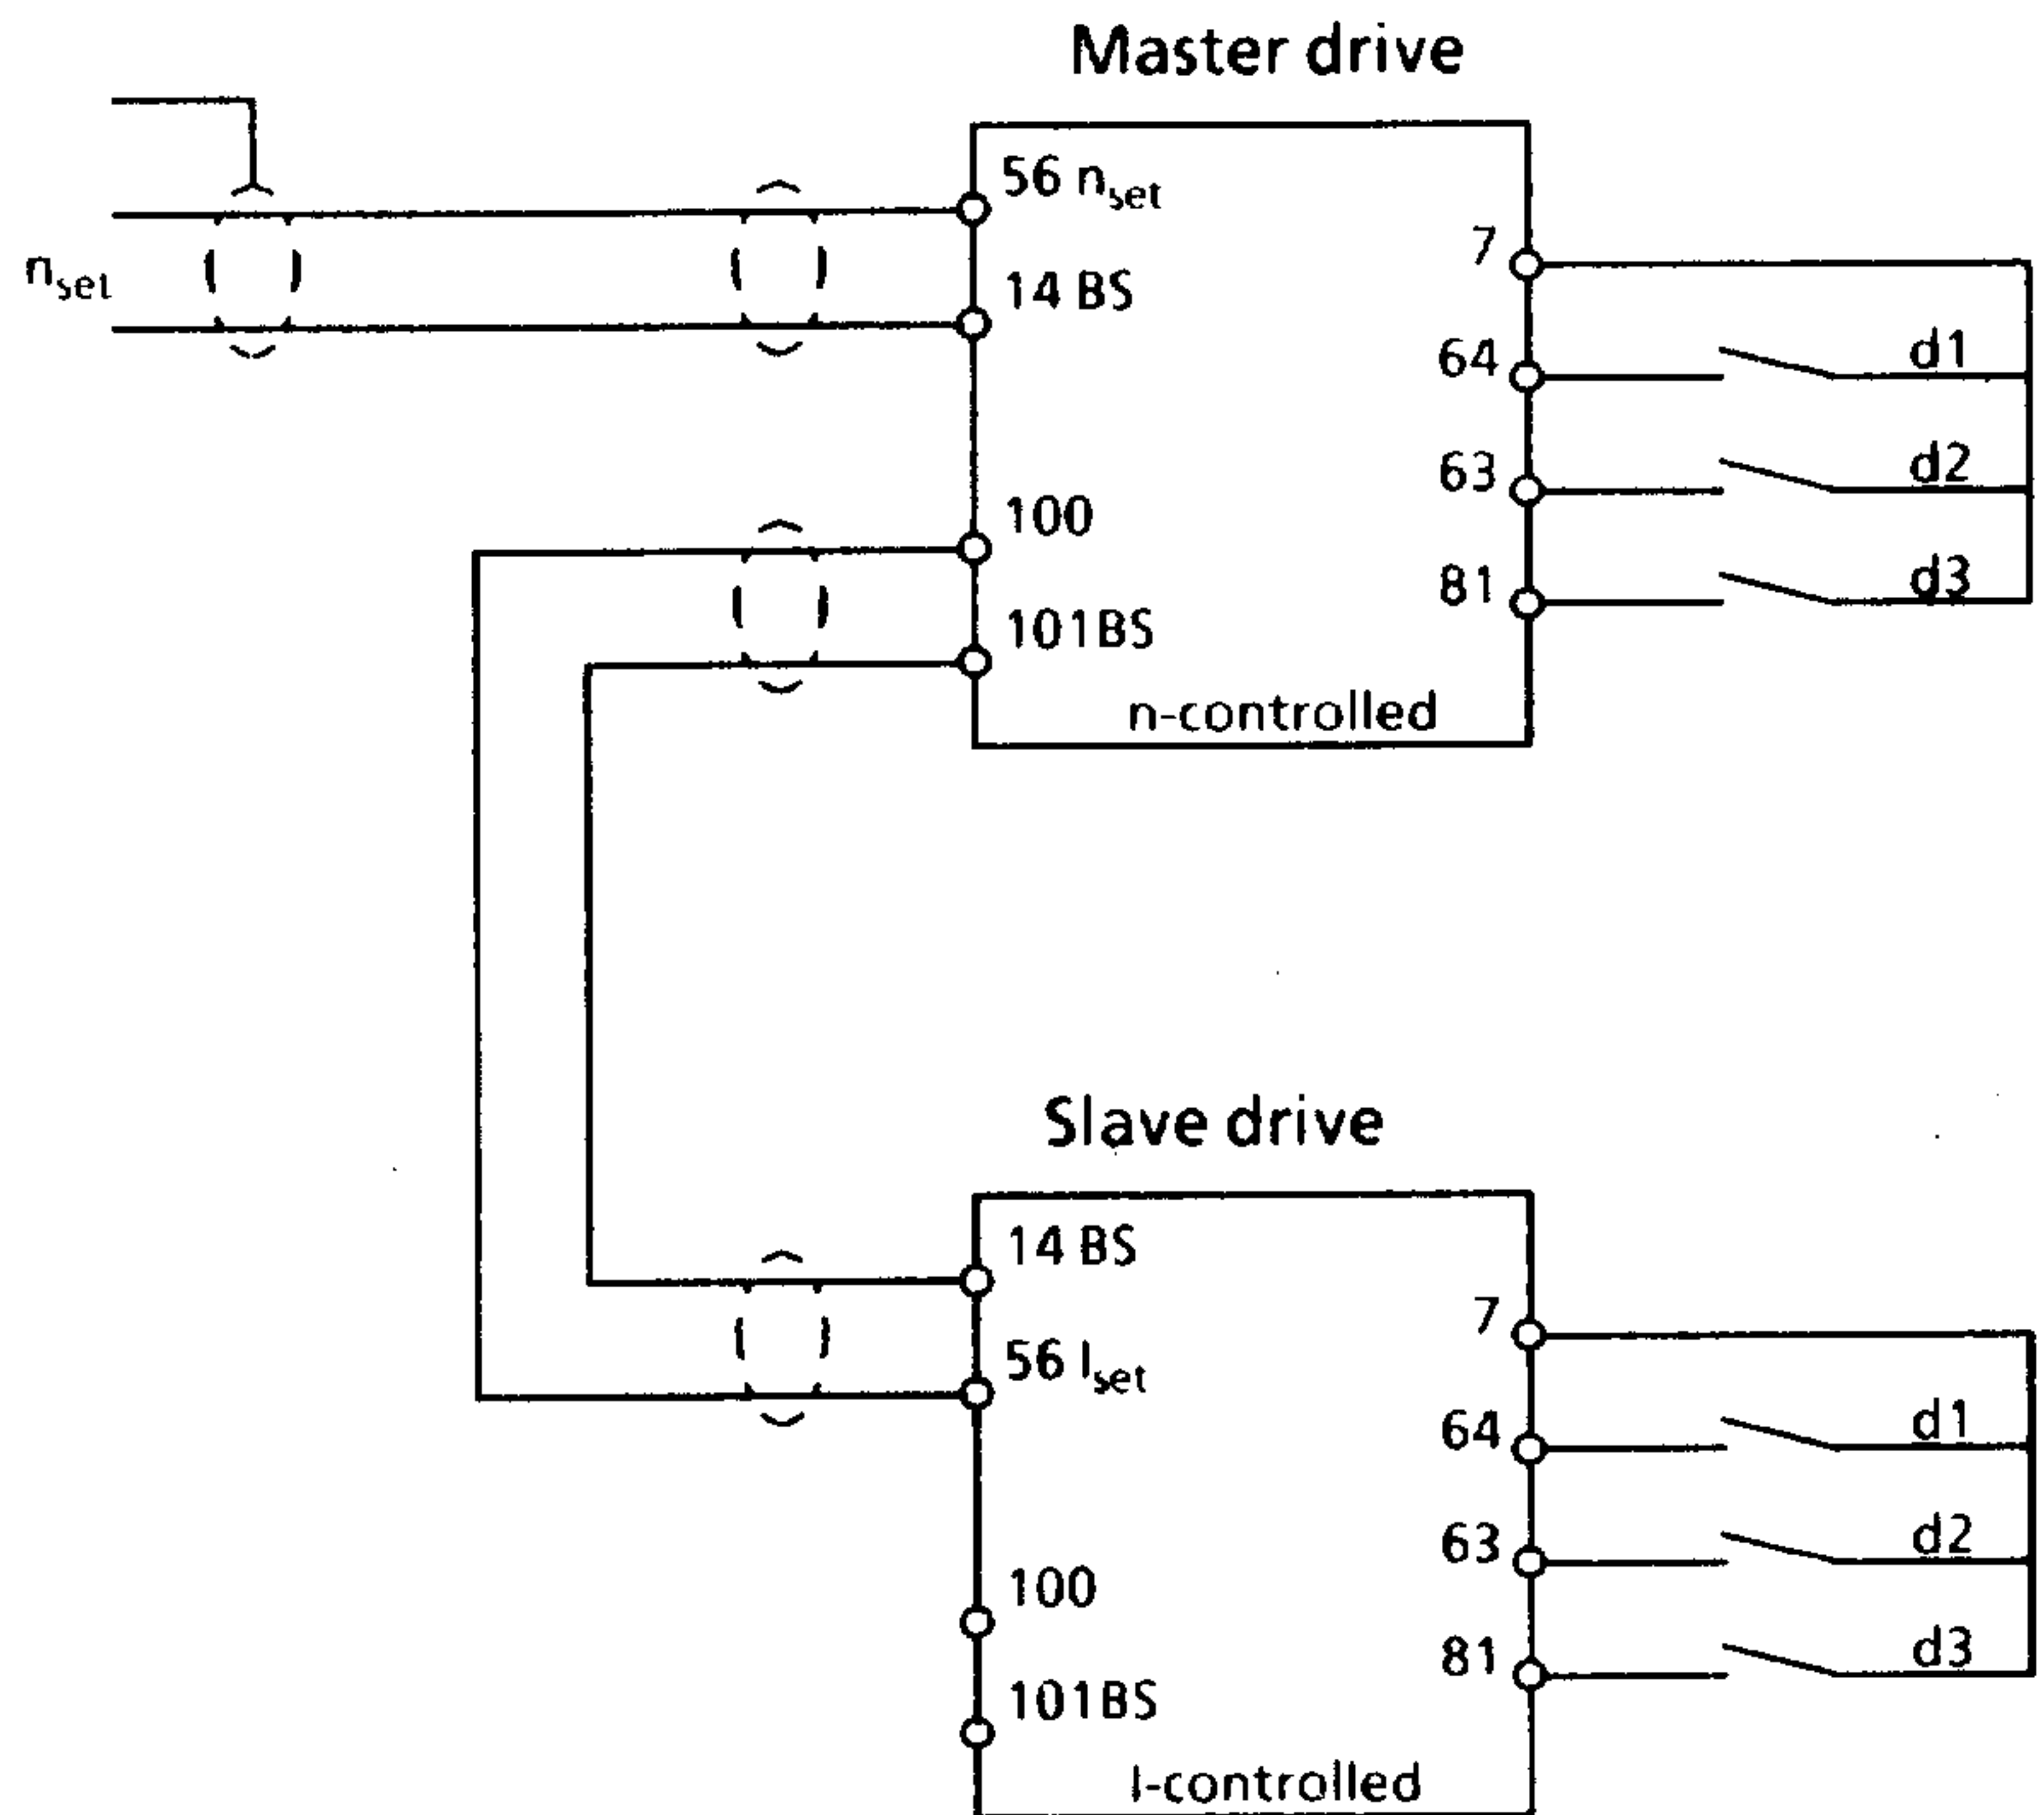 Master drive
56 nset
14 BS
nset
7
64
d1
63
d2
100
81
d3
101BS
n-controlled
Slave drive
14 BS
7
56 Iset
64
d1
63
d2
100
81
d3
101BS
I-controlled